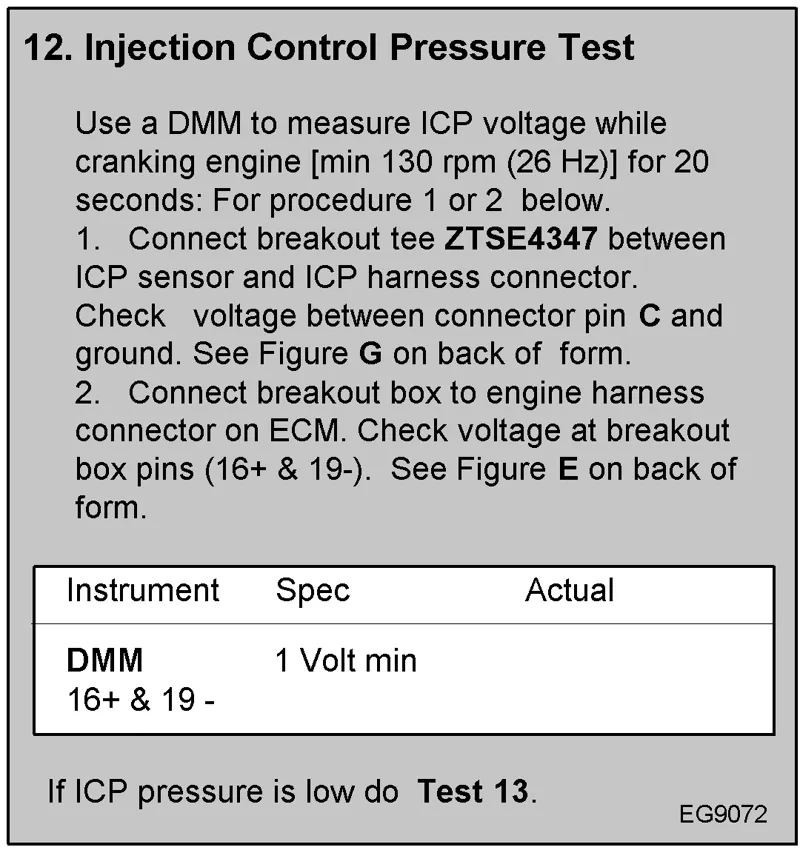 12. Injection Control Pressure Test
Use a DMM to measure ICP voltage while
cranking engine [min 130 rpm (26 Hz)] for 20
seconds: For procedure 1 or 2 below.
1. Connect breakout tee ZTSE4347 between
ICP sensor and ICP harness connector.
Check voltage between connector pin C and
ground. See Figure G on back of form.
2. Connect breakout box to engine harness
connector on ECM. Check voltage at breakout
box pins (16+ & 19-). See Figure E on back of
form.
Instrument Spec Actual
DMM 1 Volt min
16+ & 19 -
If ICP pressure is low do Test 13.
EG9072